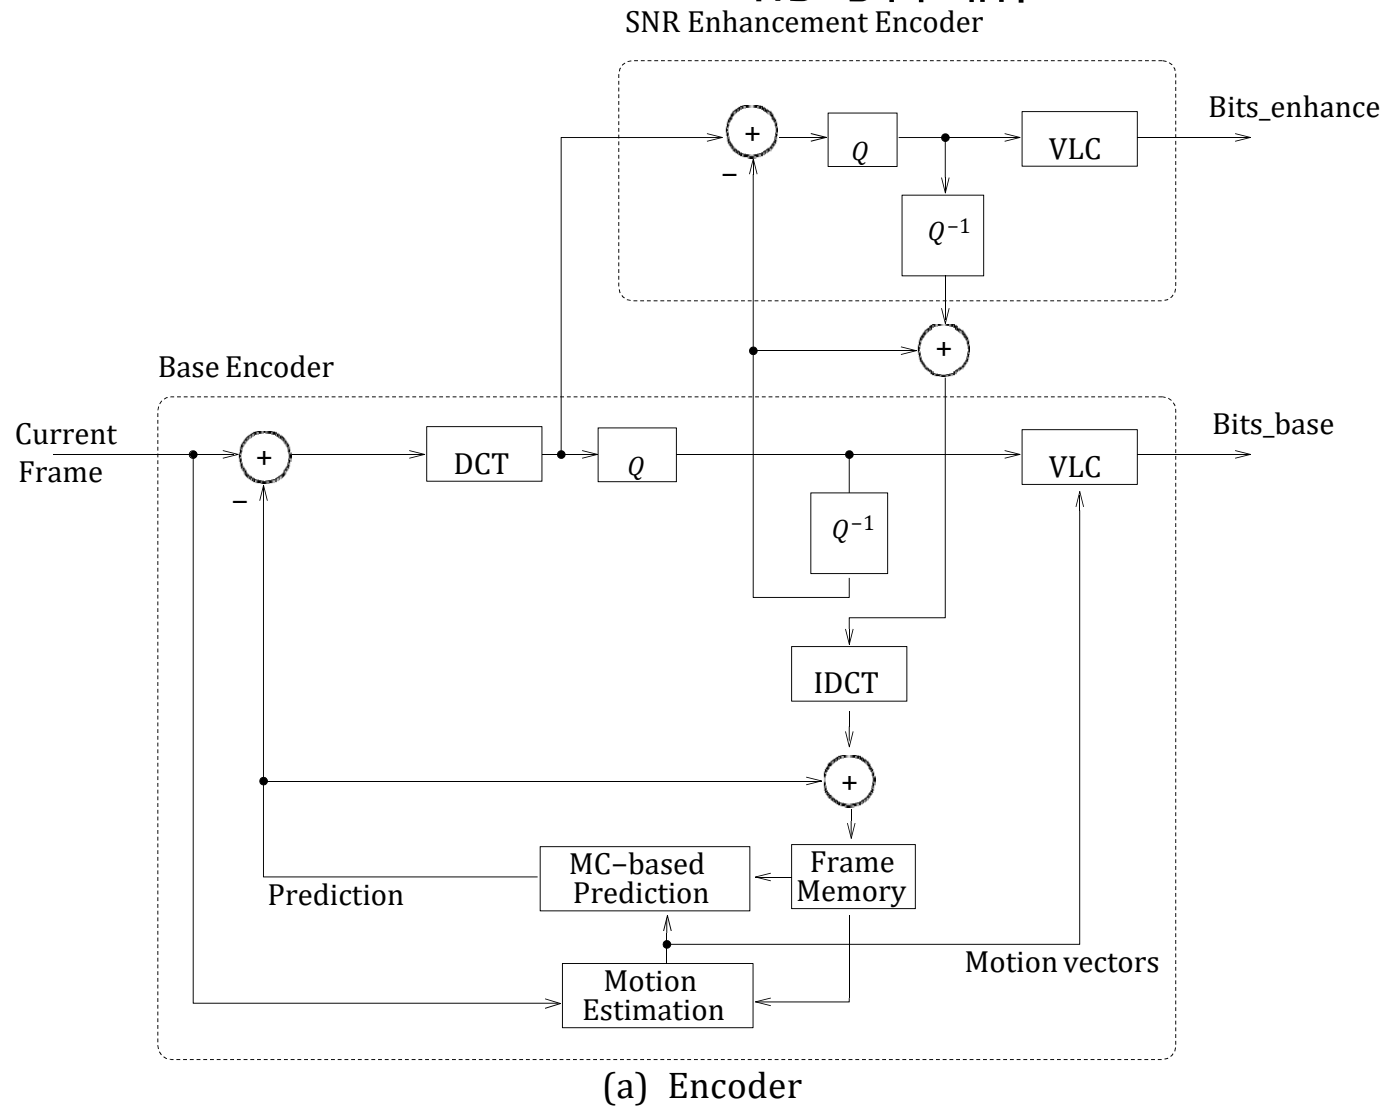 SNR Enhancement Encoder
Bits_enhance
+
Q
VLC
−
Q⁻¹
+
Base Encoder
Current
Frame
+
DCT
Q
VLC
Bits_base
−
Q⁻¹
IDCT
+
MC−based
Prediction
Frame
Memory
Prediction
Motion vectors
Motion
Estimation
(a) Encoder